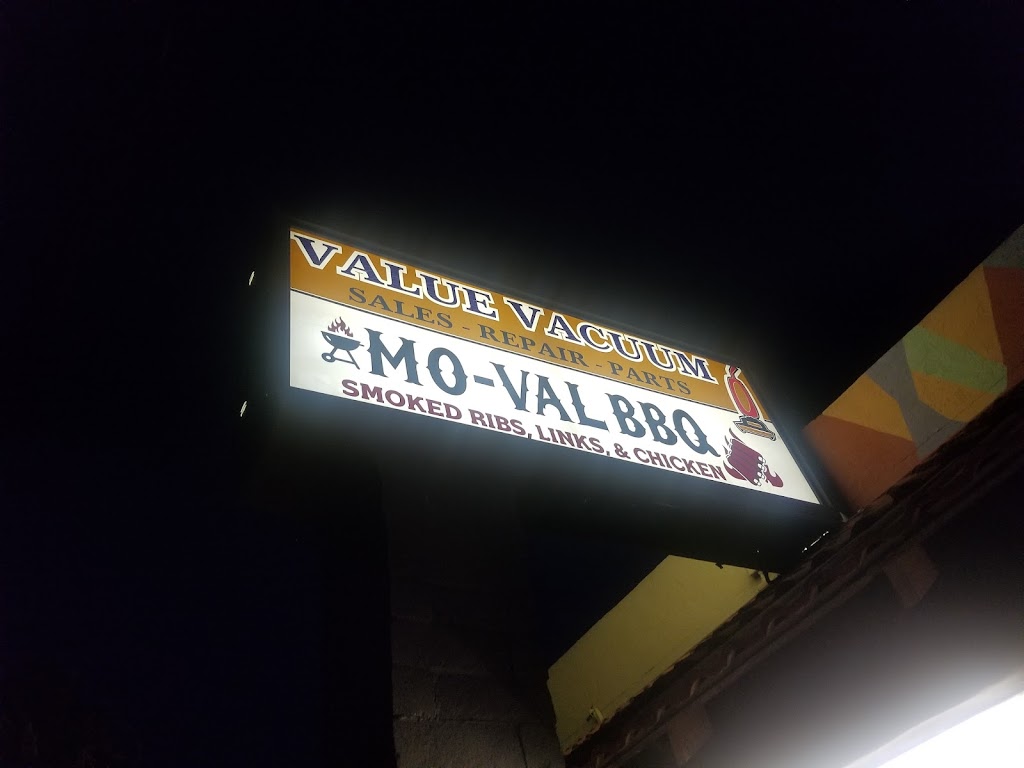 VALUE VACUUM
SALES - REPAIR - PARTS
MO-VAL BBQ
SMOKED RIBS, LINKS, & CHICKEN